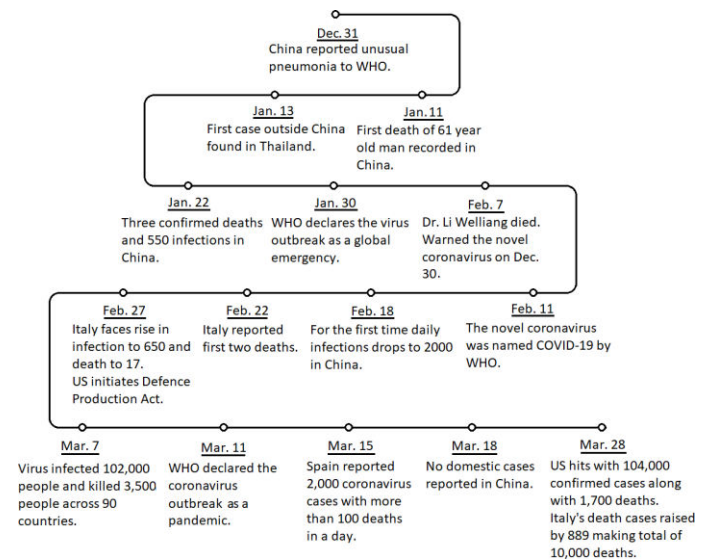 Dec. 31
China reported unusual
pneumonia to WHO.
Jan. 11
First death of 61 year
old man recorded in
China.
Jan. 13
First case outside China
found in Thailand.
Jan. 22
Three confirmed deaths
and 550 infections in
China.
Jan. 30
WHO declares the virus
outbreak as a global
emergency.
Feb. 7
Dr. Li Welliang died.
Warned the novel
coronavirus on Dec.
30.
Feb. 11
The novel coronavirus
was named COVID-19 by
WHO.
Feb. 18
For the first time daily
infections drops to 2000
in China.
Feb. 22
Italy reported
first two deaths.
Feb. 27
Italy faces rise in
infection to 650 and
death to 17.
US initiates Defence
Production Act.
Mar. 7
Virus infected 102,000
people and killed 3,500
people across 90
countries.
Mar. 11
WHO declared the
coronavirus
outbreak as a
pandemic.
Mar. 15
Spain reported
2,000 coronavirus
cases with more
than 100 deaths
in a day.
Mar. 18
No domestic cases
reported in China.
Mar. 28
US hits with 104,000
confirmed cases along
with 1,700 deaths.
Italy's death cases raised
by 889 making total of
10,000 deaths.